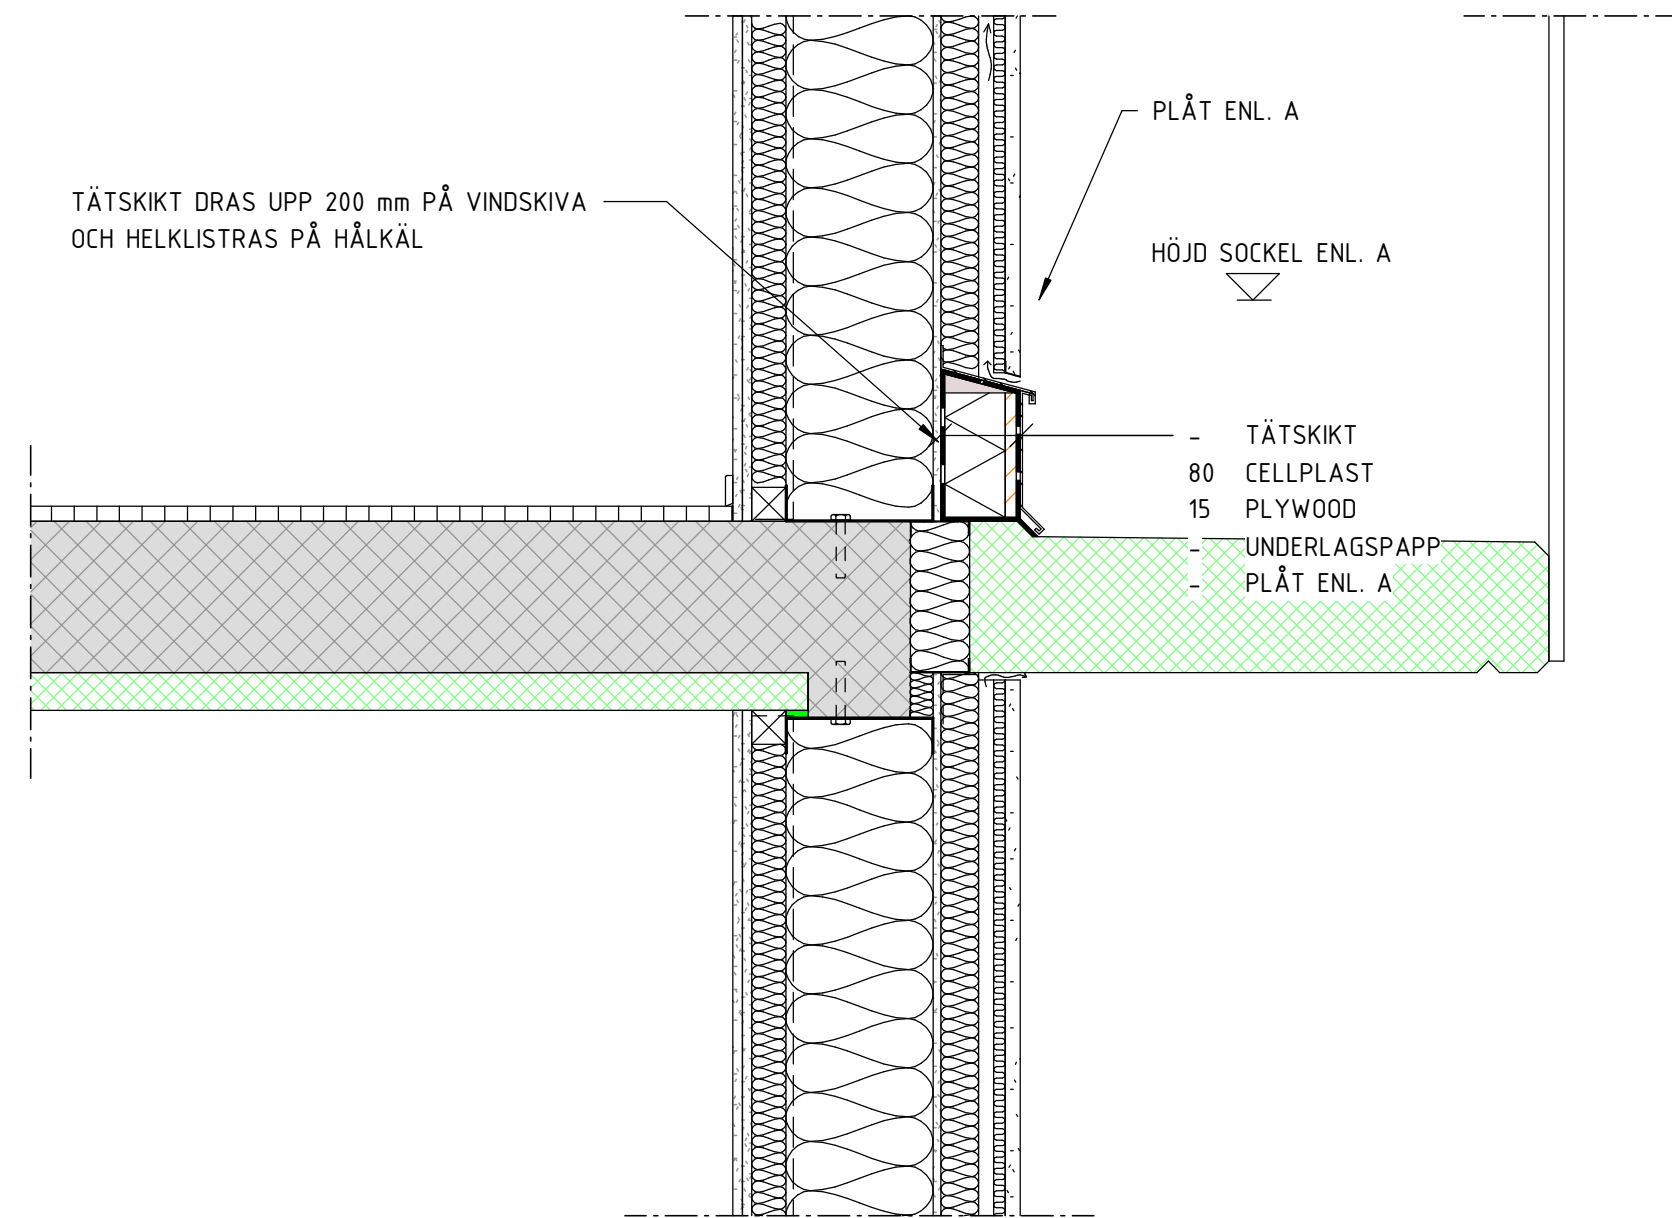 PLÅT ENL. A
TÄTSKIKT DRAS UPP 200 mm PÅ VINDSKIVA
OCH HELKLISTRAS PÅ HÅLKÄL
HÖJD SOCKEL ENL. A
- TÄTSKIKT
80 CELLPLAST
15 PLYWOOD
- UNDERLAGSPAPP
- PLÅT ENL. A